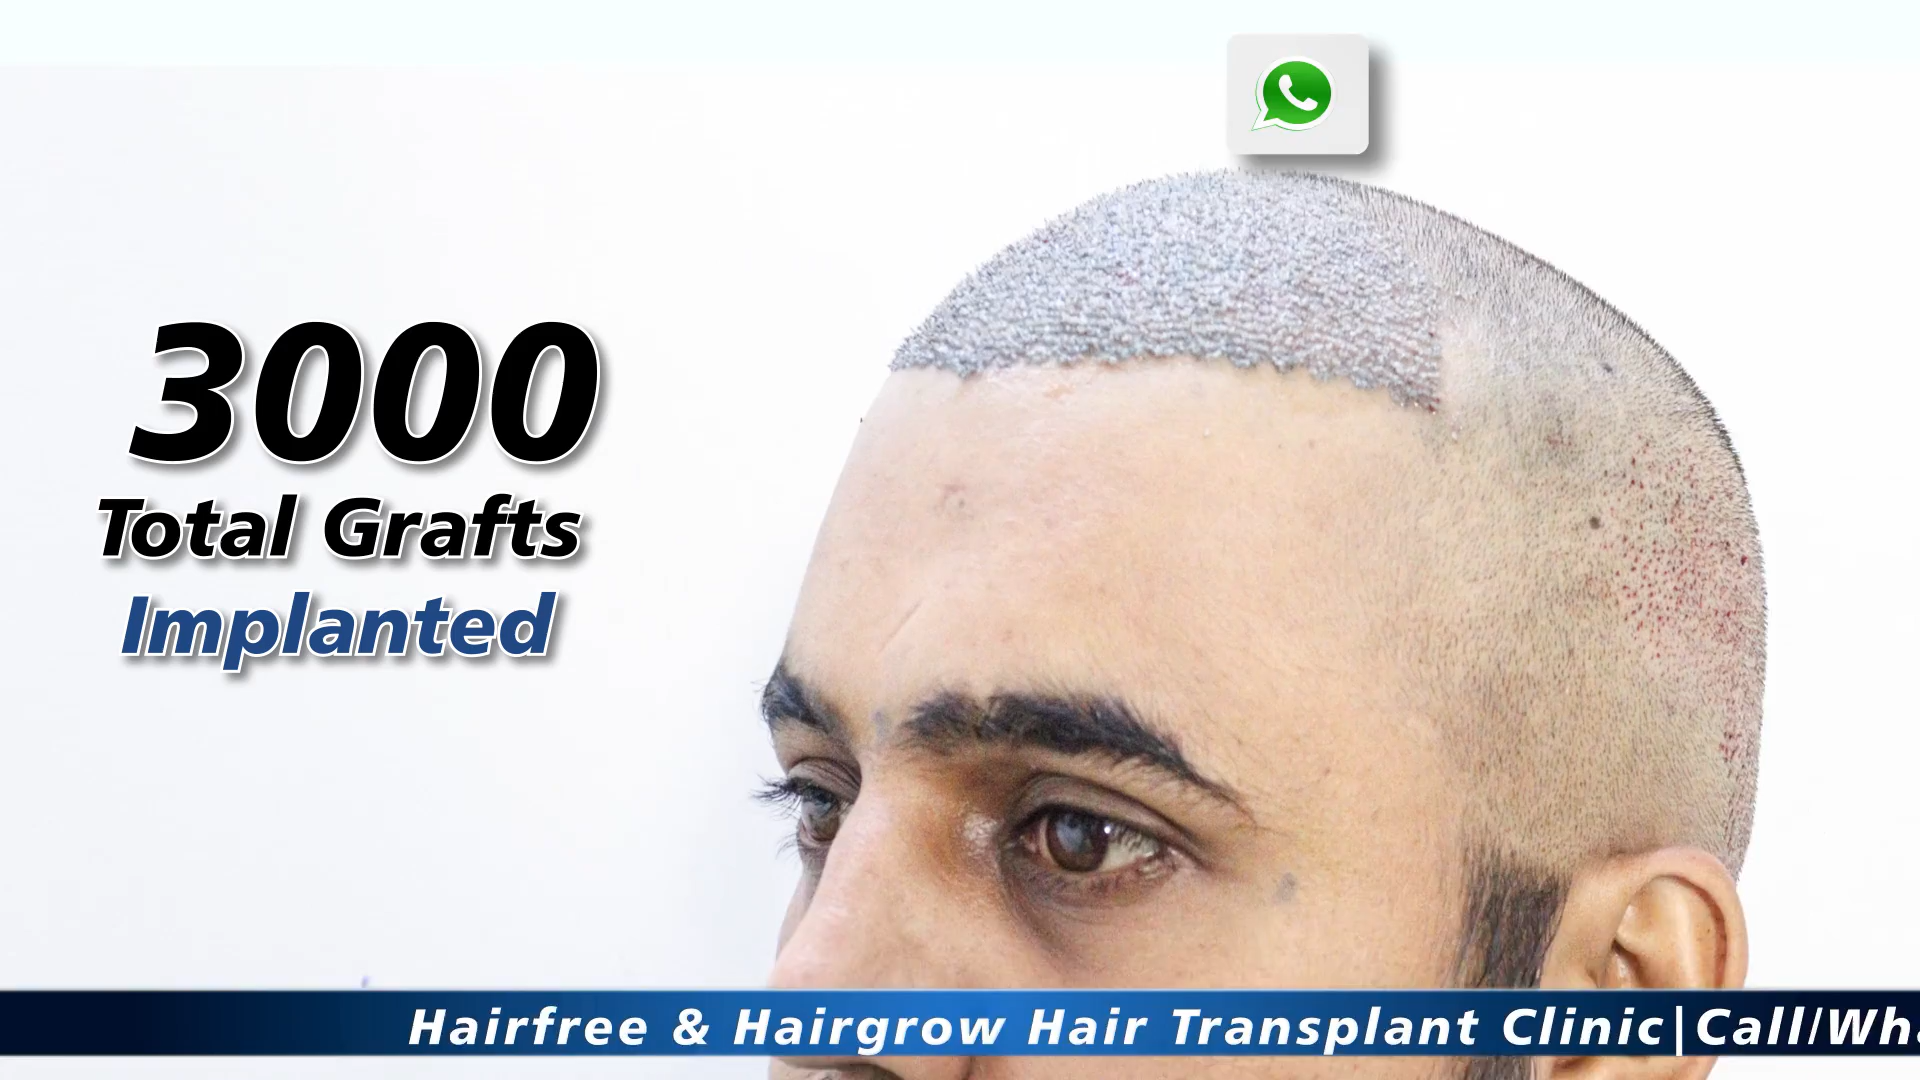 3000
Total Grafts
Implanted
Hairfree & Hairgrow Hair Transplant Clinic|Call/Wh